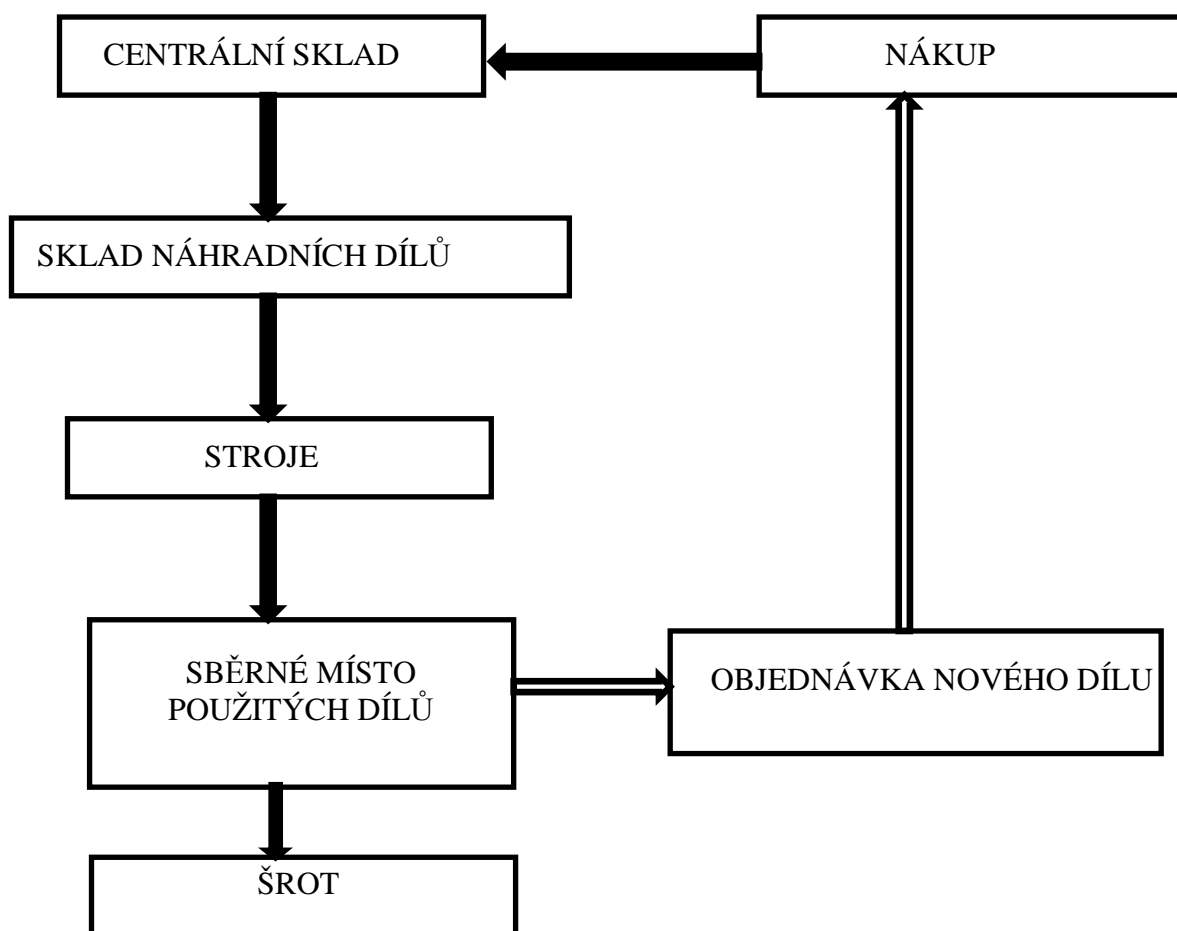 CENTRÁLNÍ SKLAD
NÁKUP
SKLAD NÁHRADNÍCH DÍLŮ
STROJE
SBĚRNÉ MÍSTO
POUŽITÝCH DÍLŮ
OBJEDNÁVKA NOVÉHO DÍLU
ŠROT